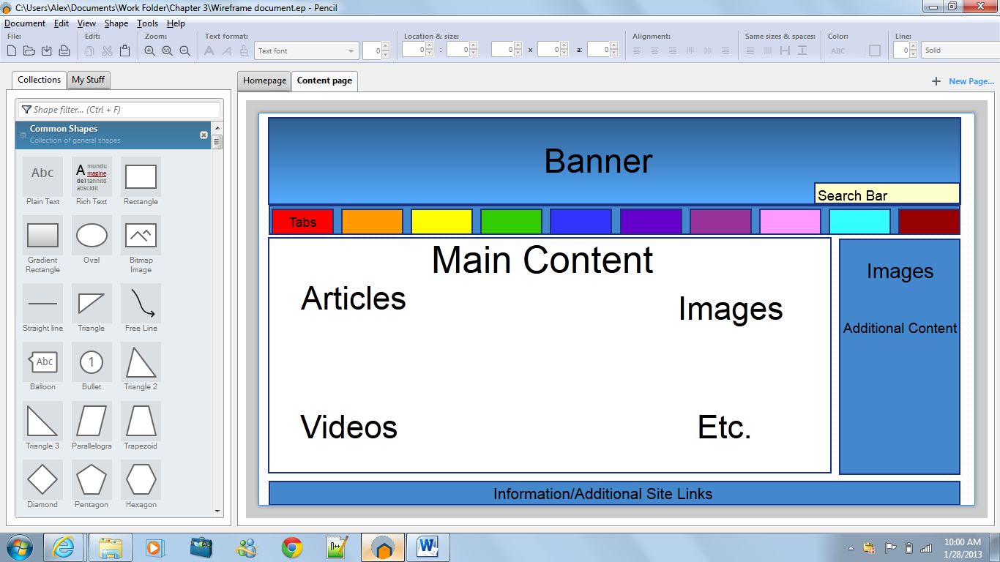 C:\Users\Alex\Documents\Work Folder\Chapter 3\Wireframe document.ep - Pencil
Document Edit View Shape Tools Help
File: Edit: Zoom: Text format: Location & size: Alignment: Same sizes & spaces: Color: Line:
1:1 Text font 0 0 : 0 0 x 0 a: 0 ABC 0 Solid
Collections My Stuff
Homepage Content page
New Page...
Shape filter... (Ctrl + F)
Common Shapes
Collection of general shapes
Abc
A mundu
magine
del tannito
abscidit
Plain Text Rich Text Rectangle
Gradient Rectangle Oval Bitmap Image
Straight line Triangle Free Line
Abc 1
Balloon Bullet Triangle 2
Triangle 3 Parallelogra Trapezoid
Diamond Pentagon Hexagon
Banner
Search Bar
Tabs
Main Content
Articles
Images
Videos
Etc.
Images
Additional Content
Information/Additional Site Links
10:00 AM
1/28/2013